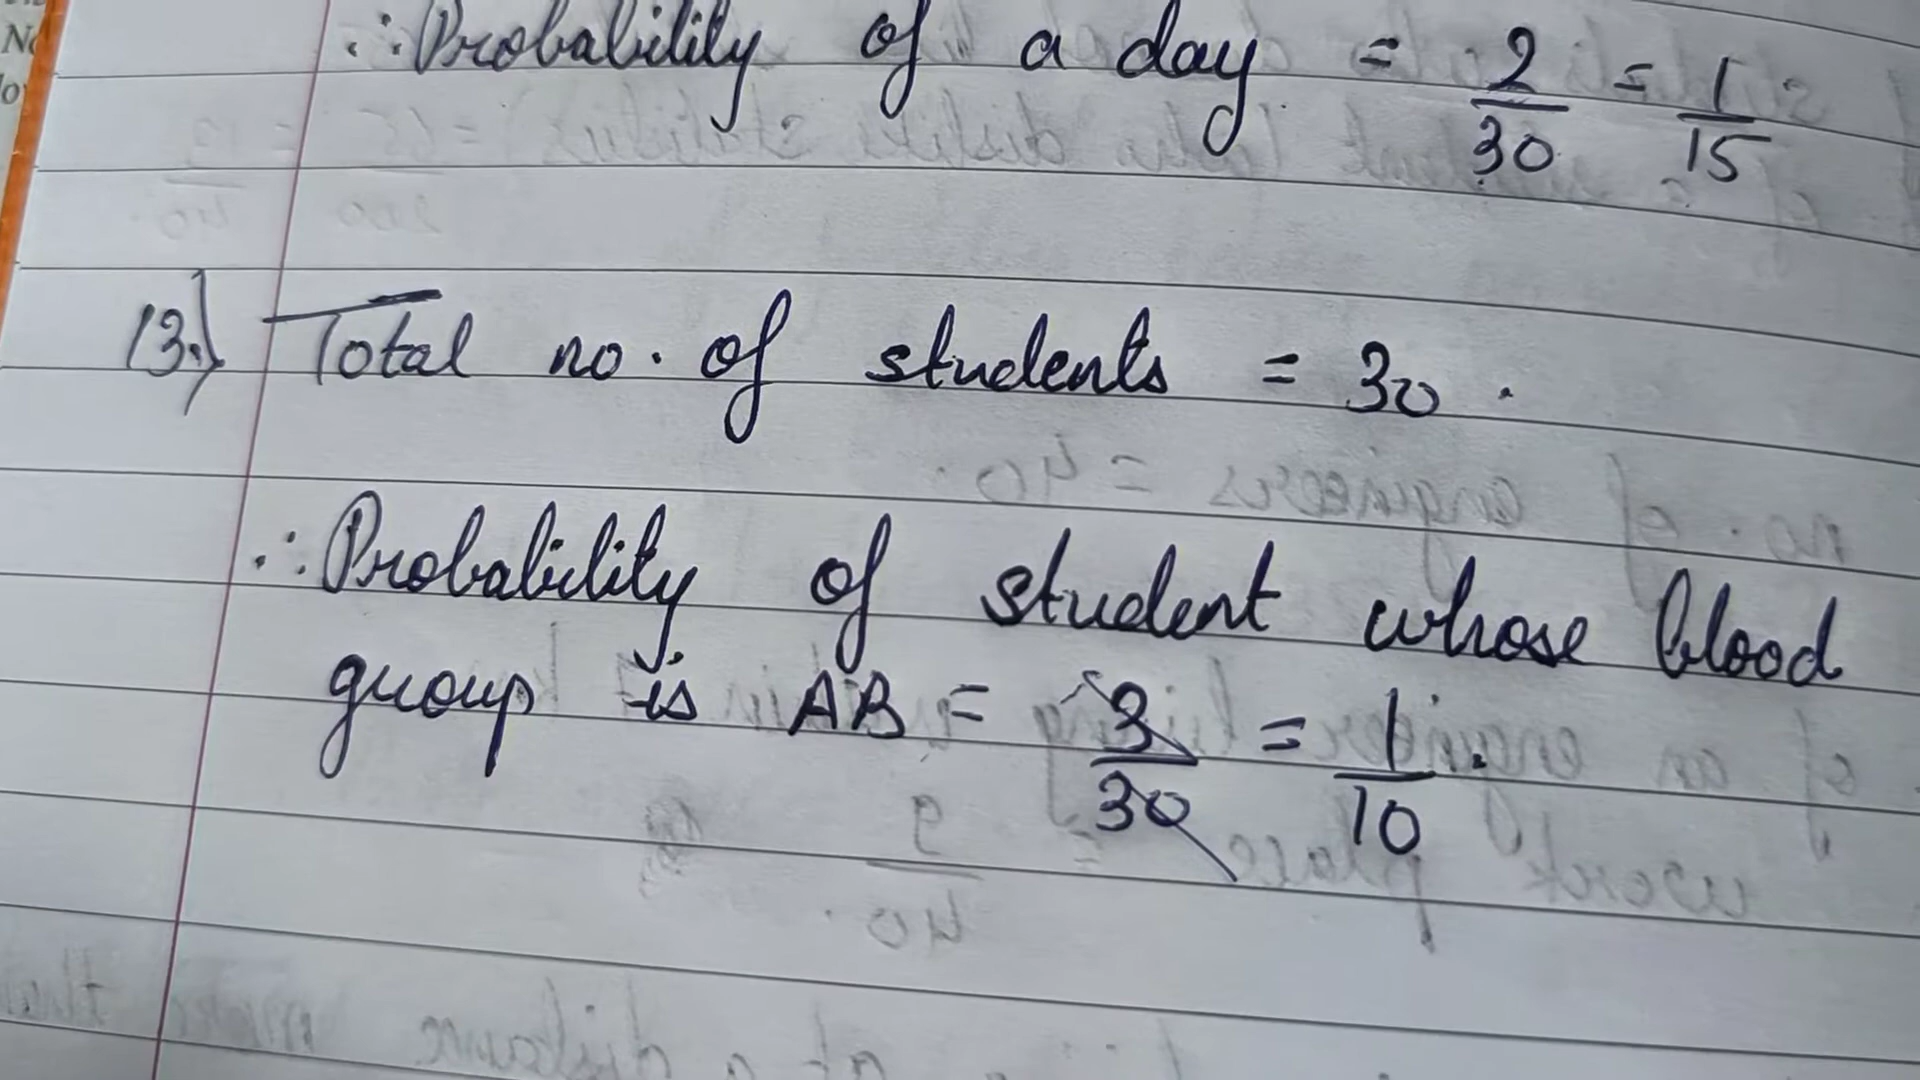 ∴ Probability of a day = 2/30 = 1/15
13.) Total no. of students = 30.
∴ Probability of student whose blood
group is AB = 3/30 = 1/10.